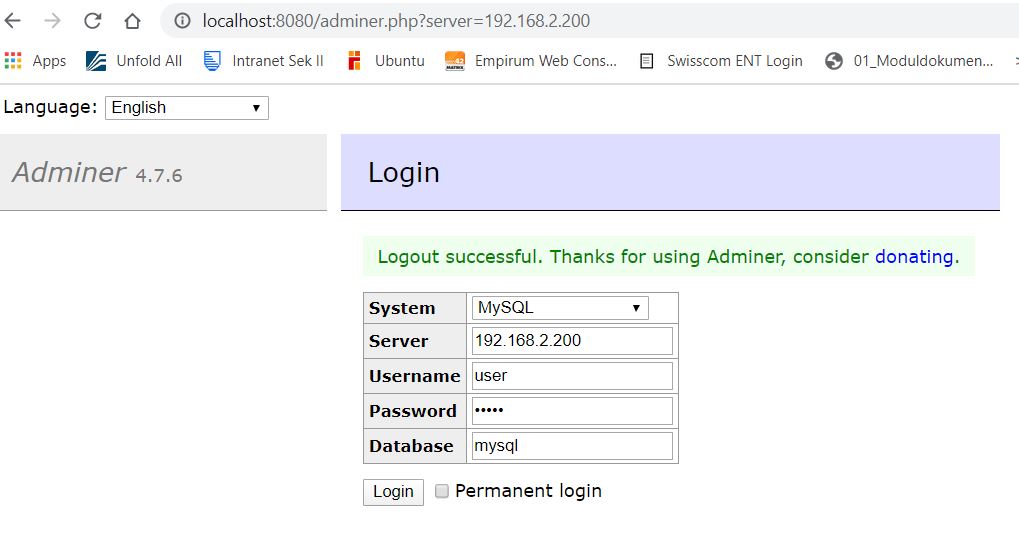 localhost:8080/adminer.php?server=192.168.2.200
Apps Unfold All Intranet Sek II Ubuntu Empirum Web Cons... Swisscom ENT Login 01_Moduldokumen...
Language: English
Adminer 4.7.6
Login
Logout successful. Thanks for using Adminer, consider donating.
System MySQL
Server 192.168.2.200
Username user
Password •••••
Database mysql
Login Permanent login